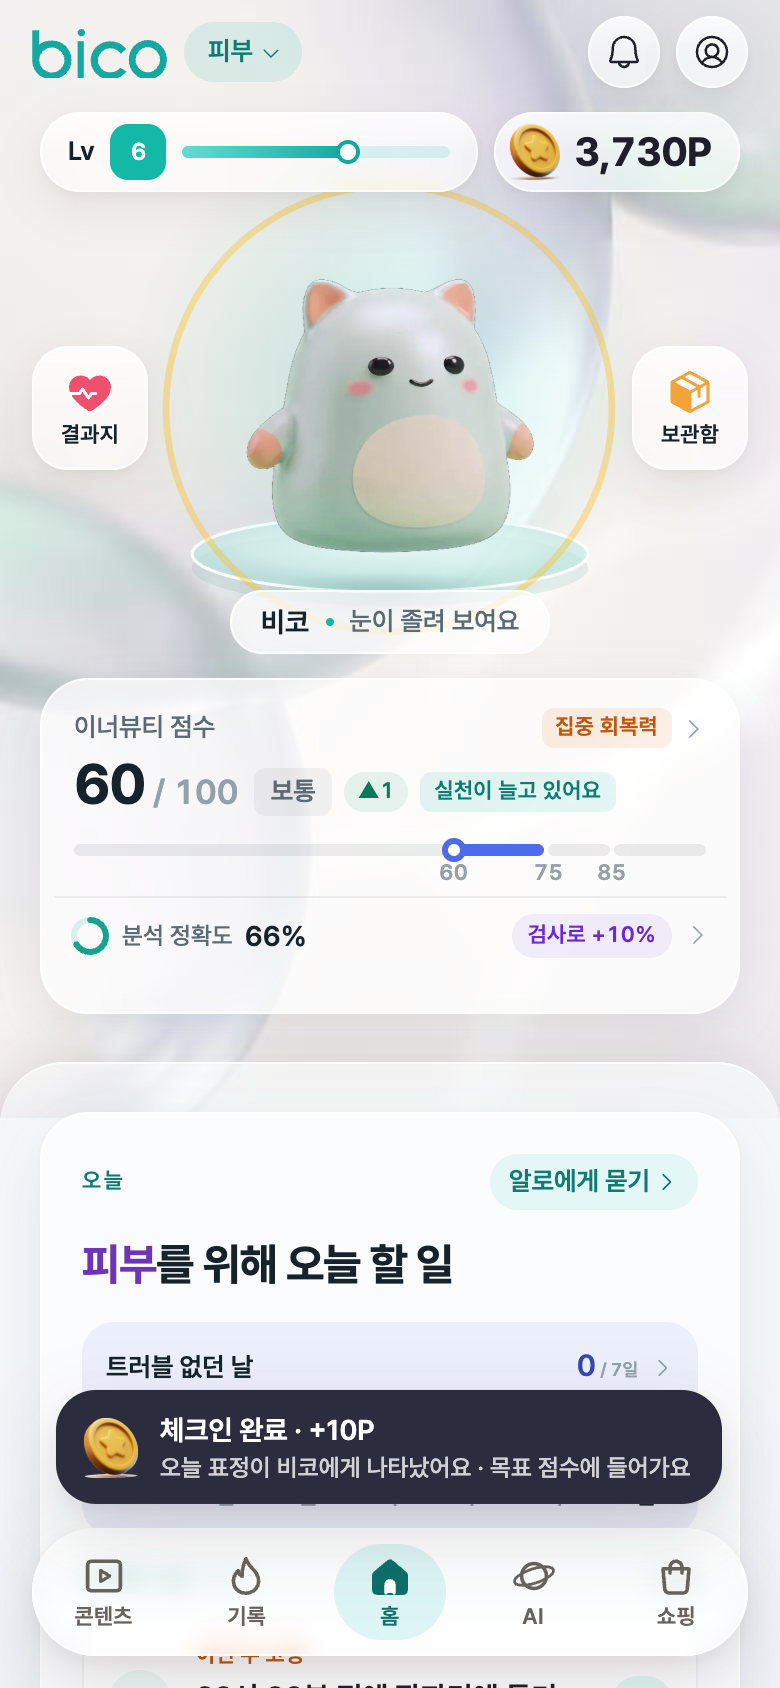 bico 피부
Lv 6 3,730P
결과지
보관함
비코 • 눈이 졸려 보여요
이너뷰티 점수 집중 회복력
60 / 100 보통 ▲1 실천이 늘고 있어요
60 75 85
분석 정확도 66% 검사로 +10%
오늘 알로에게 묻기
피부를 위해 오늘 할 일
트러블 없던 날 0 / 7일
체크인 완료 · +10P
오늘 표정이 비코에게 나타났어요 · 목표 점수에 들어가요
콘텐츠 기록 홈 AI 쇼핑